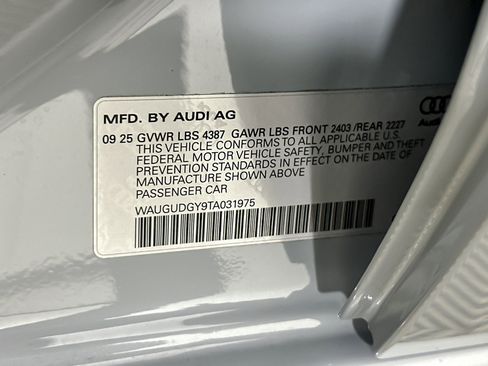 MFD. BY AUDI AG
09 25 GVWR LBS 4387 GAWR LBS FRONT 2403 /REAR 2227
THIS VEHICLE CONFORMS TO ALL APPLICABLE U.S.
FEDERAL MOTOR VEHICLE SAFETY, BUMPER AND THEFT
PREVENTION STANDARDS IN EFFECT ON THE DATE OF
MANUFACTURE SHOWN ABOVE
PASSENGER CAR
WAUGUDGY9TA031975
Audi